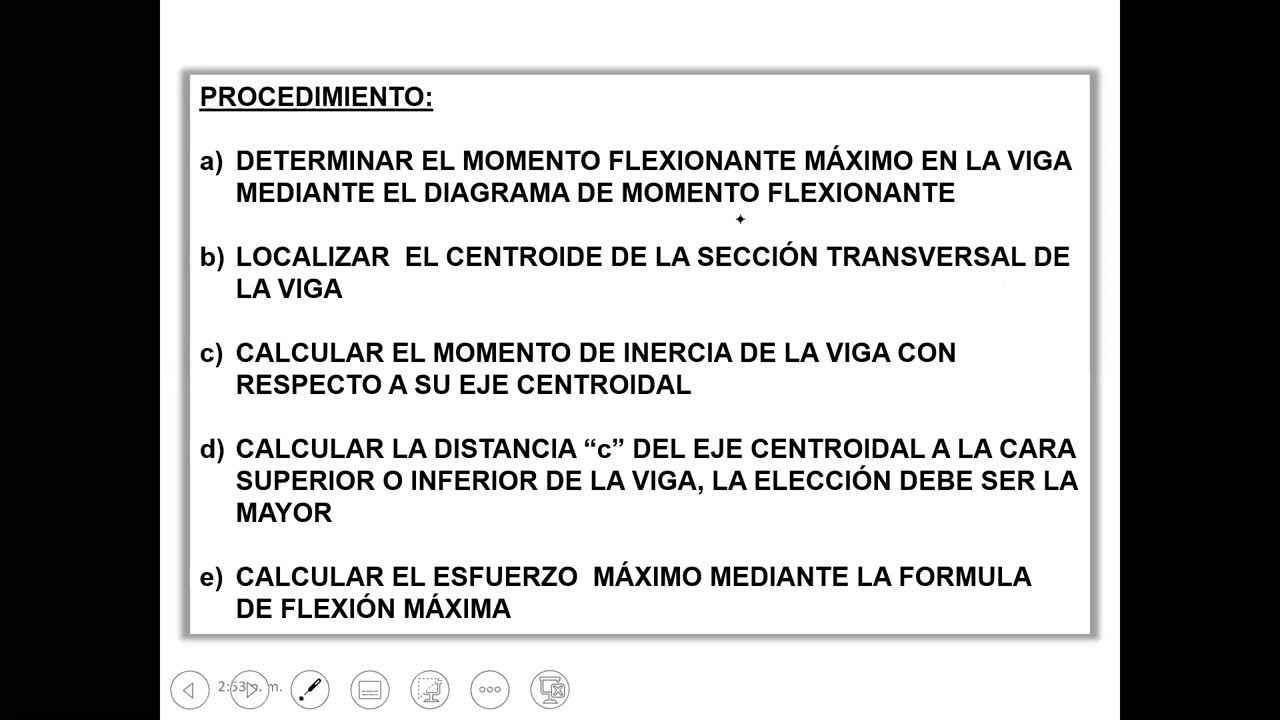 PROCEDIMIENTO:
a) DETERMINAR EL MOMENTO FLEXIONANTE MÁXIMO EN LA VIGA
MEDIANTE EL DIAGRAMA DE MOMENTO FLEXIONANTE
b) LOCALIZAR EL CENTROIDE DE LA SECCIÓN TRANSVERSAL DE
LA VIGA
c) CALCULAR EL MOMENTO DE INERCIA DE LA VIGA CON
RESPECTO A SU EJE CENTROIDAL
d) CALCULAR LA DISTANCIA “c” DEL EJE CENTROIDAL A LA CARA
SUPERIOR O INFERIOR DE LA VIGA, LA ELECCIÓN DEBE SER LA
MAYOR
e) CALCULAR EL ESFUERZO MÁXIMO MEDIANTE LA FORMULA
DE FLEXIÓN MÁXIMA
2:53 p. m.